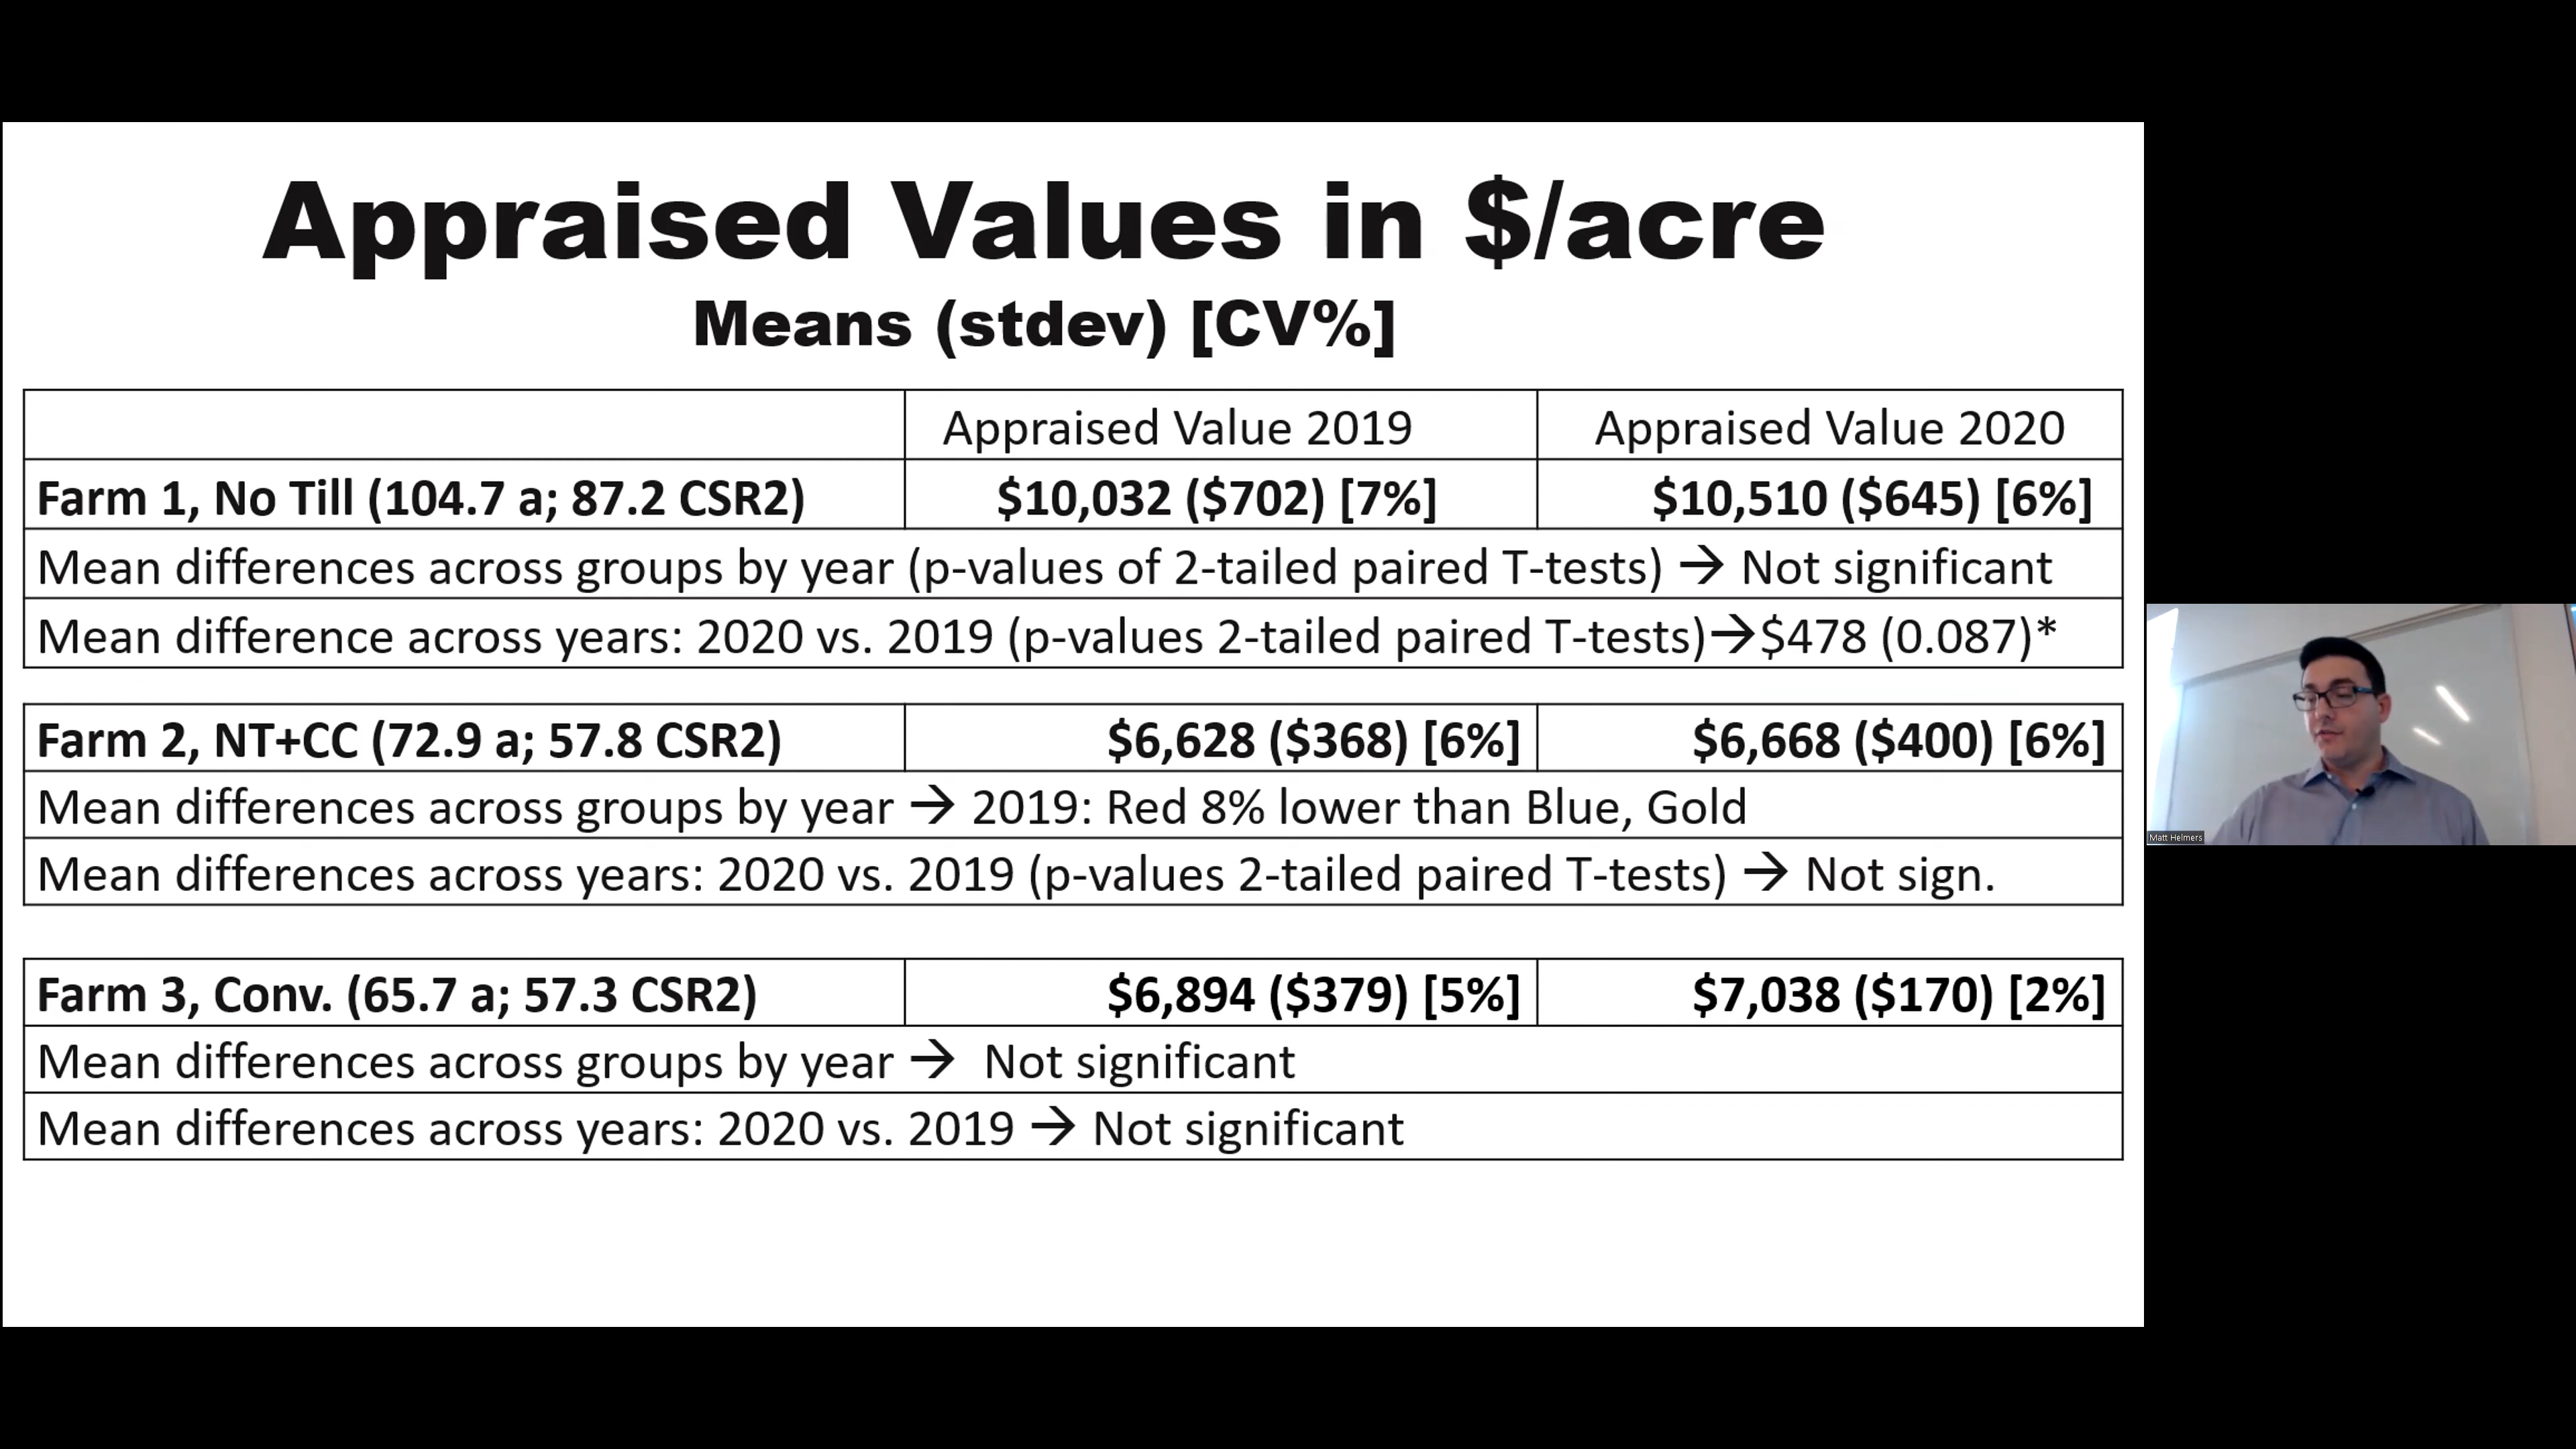 Appraised Values in $/acre
Means (stdev) [CV%]
Appraised Value 2019 Appraised Value 2020
Farm 1, No Till (104.7 a; 87.2 CSR2) $10,032 ($702) [7%] $10,510 ($645) [6%]
Mean differences across groups by year (p-values of 2-tailed paired T-tests) → Not significant
Mean difference across years: 2020 vs. 2019 (p-values 2-tailed paired T-tests)→$478 (0.087)*
Farm 2, NT+CC (72.9 a; 57.8 CSR2) $6,628 ($368) [6%] $6,668 ($400) [6%]
Mean differences across groups by year → 2019: Red 8% lower than Blue, Gold
Mean differences across years: 2020 vs. 2019 (p-values 2-tailed paired T-tests) → Not sign.
Farm 3, Conv. (65.7 a; 57.3 CSR2) $6,894 ($379) [5%] $7,038 ($170) [2%]
Mean differences across groups by year → Not significant
Mean differences across years: 2020 vs. 2019 → Not significant
Matt Helmers